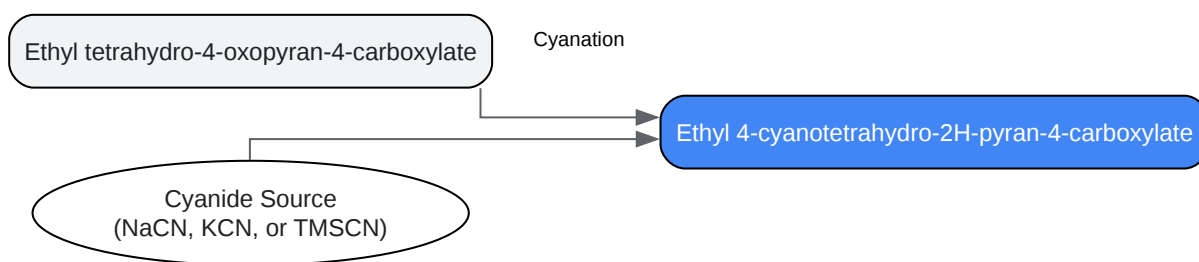 Ethyl tetrahydro-4-oxopyran-4-carboxylate
Cyanation
Ethyl 4-cyanotetrahydro-2H-pyran-4-carboxylate
Cyanide Source
(NaCN, KCN, or TMSCN)